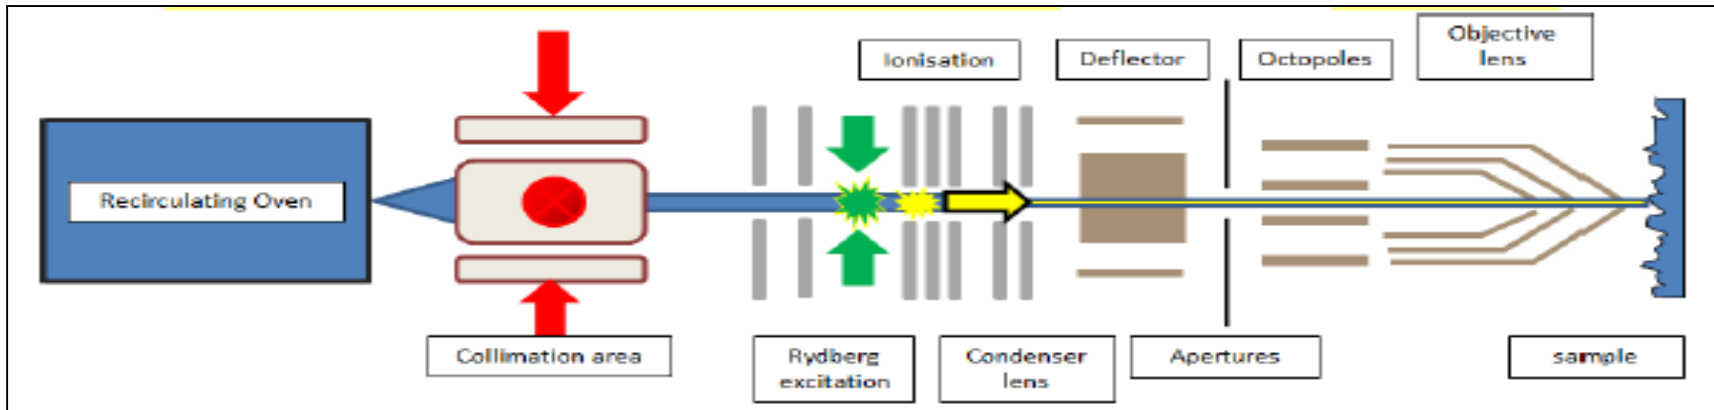 Objective
lens
Ionisation
Deflector
Octopoles
Recirculating Oven
Collimation area
Rydberg
excitation
Condenser
lens
Apertures
sample